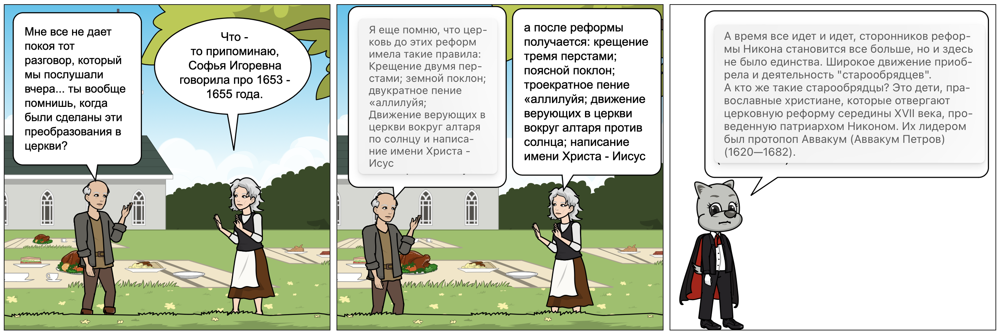 Мне все не дает
покоя тот
разговор, который
мы послушали
вчера... ты вообще
помнишь, когда
были сделаны эти
преобразования в
церкви?
Что -
то припоминаю,
Софья Игоревна
говорила про 1653 -
1655 года.
Я еще помню, что цер-
ковь до этих реформ
имела такие правила:
Крещение двумя пер-
стами; земной поклон;
двукратное пение
«аллилуйя;
Движение верующих в
церкви вокруг алтаря
по солнцу и написа-
ние имени Христа -
Исус
а после реформы
получается: крещение
тремя перстами;
поясной поклон;
троекратное пение
«аллилуйя; движение
верующих в церкви
вокруг алтаря против
солнца; написание
имени Христа - Иисус
А время все идет и идет, сторонников рефор-
мы Никона становится все больше, но и здесь
не было единства. Широкое движение приоб-
рела и деятельность "старообрядцев".
А кто же такие старообрядцы? Это дети, пра-
вославные христиане, которые отвергают
церковную реформу середины XVII века, про-
веденную патриархом Никоном. Их лидером
был протопоп Аввакум (Аввакум Петров)
(1620—1682).